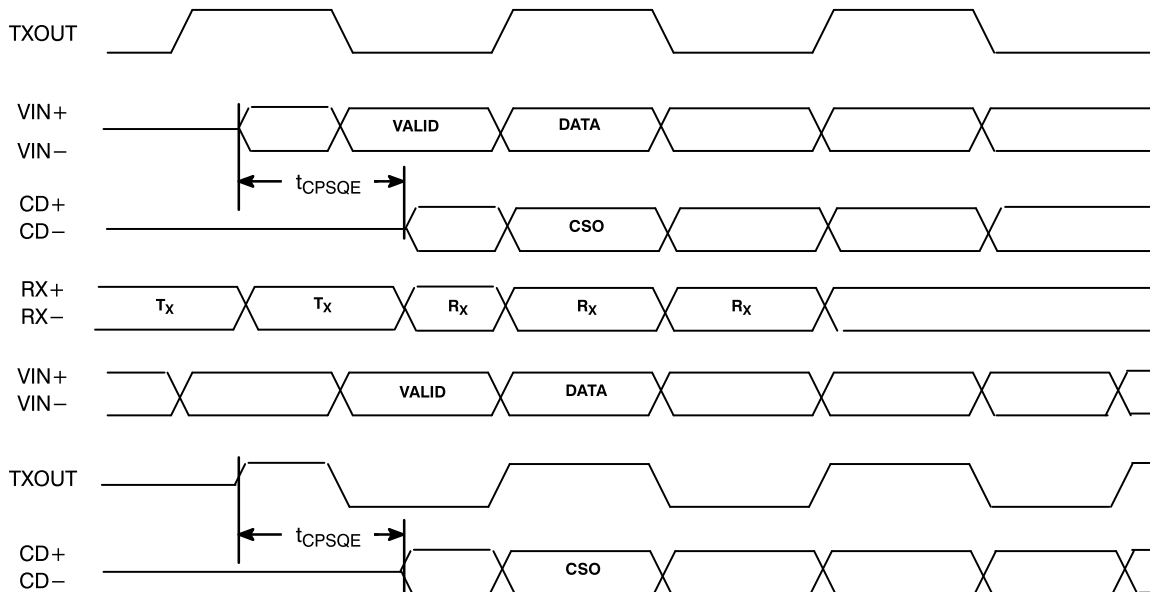 TXOUT
VIN+
VALID DATA
VIN−
tCPSQE
CD+
CD− CSO
RX+
RX− TX TX RX RX RX
VIN+
VIN− VALID DATA
TXOUT
tCPSQE
CD+
CD− CSO